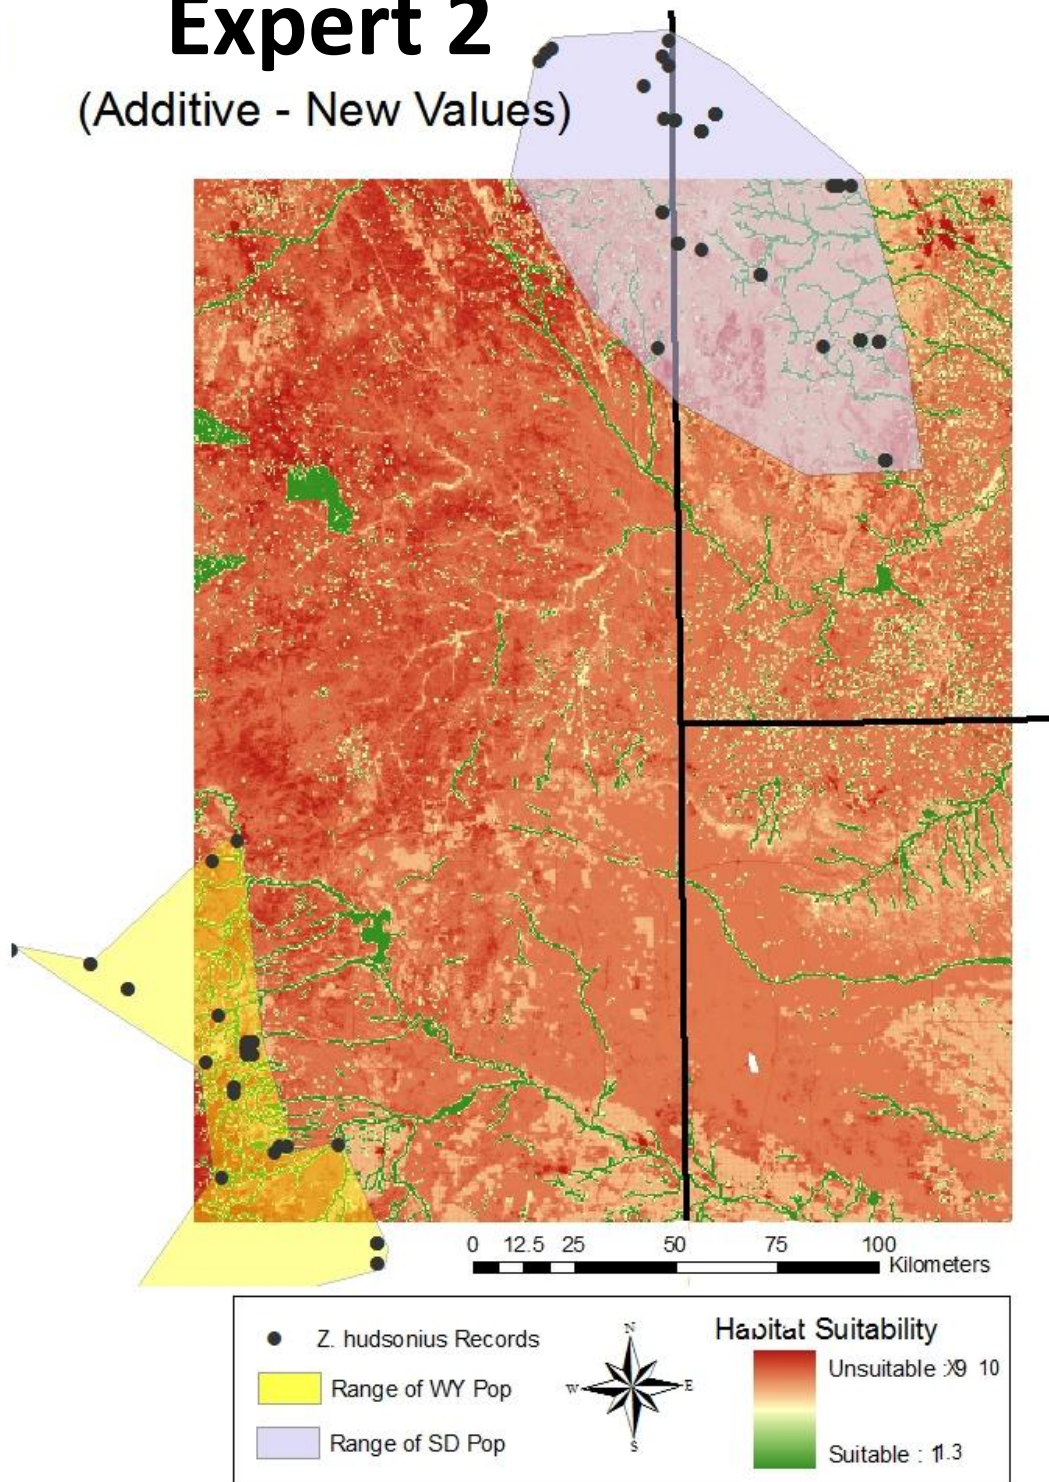 Expert 2
(Additive - New Values)
0 12.5 25 50 75 100
Kilometers
Z. hudsonius Records
Range of WY Pop
Range of SD Pop
N
W E
S
Habitat Suitability
Unsuitable : 10
Suitable : 1.3